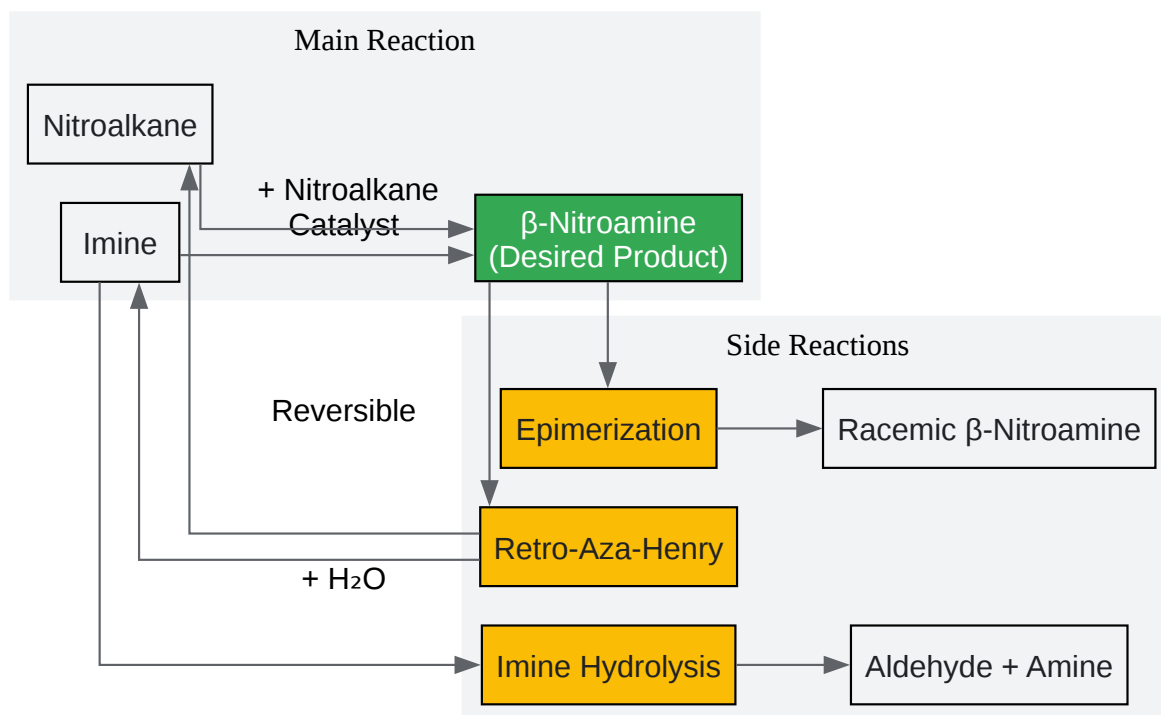 Main Reaction
Nitroalkane
+ Nitroalkane
Catalyst
Imine
β-Nitroamine
(Desired Product)
Side Reactions
Reversible
Epimerization
Racemic β-Nitroamine
Retro-Aza-Henry
+ H₂O
Imine Hydrolysis
Aldehyde + Amine